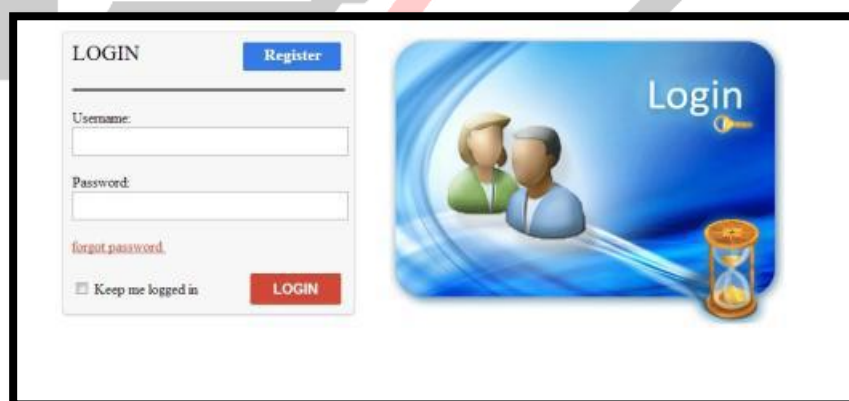 LOGIN
Register
Username:
Password:
forgot password.
Keep me logged in
LOGIN
Login